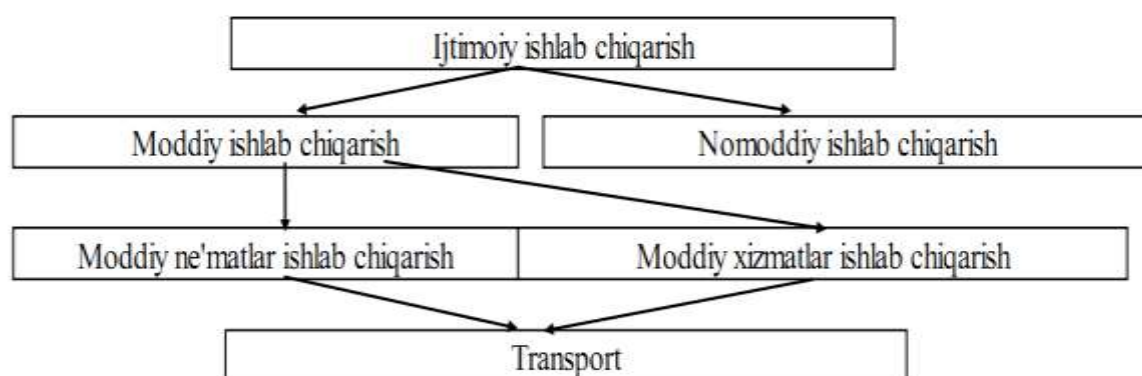 Ijtimoiy ishlab chiqarish
Moddiy ishlab chiqarish
Nomoddiy ishlab chiqarish
Moddiy ne'matlar ishlab chiqarish
Moddiy xizmatlar ishlab chiqarish
Transport